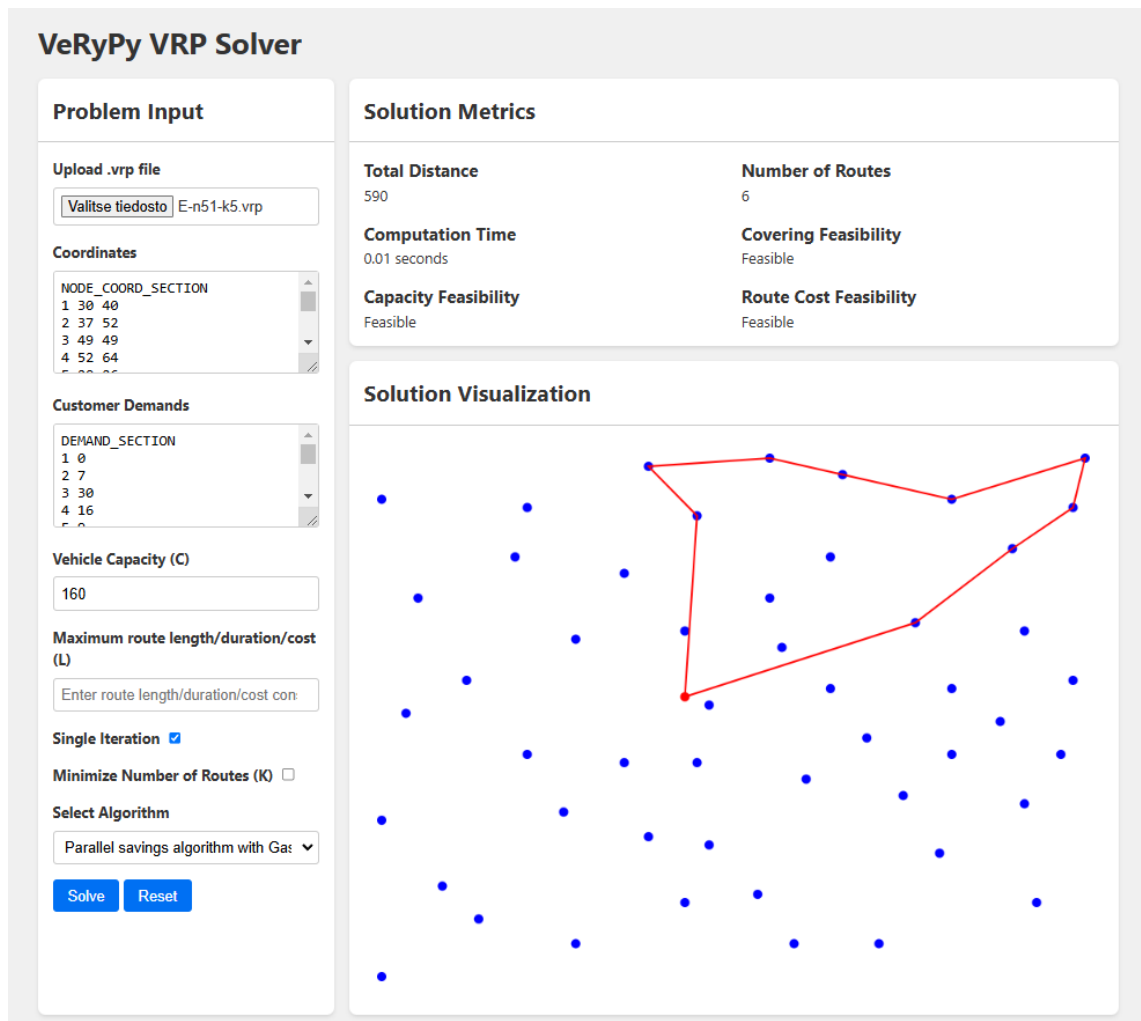 VeRyPy VRP Solver
Problem Input
Upload .vrp file
Valitse tiedosto E-n51-k5.vrp
Coordinates
NODE_COORD_SECTION
1 30 40
2 37 52
3 49 49
4 52 64
Customer Demands
DEMAND_SECTION
1 0
2 7
3 30
4 16
Vehicle Capacity (C)
160
Maximum route length/duration/cost
(L)
Enter route length/duration/cost con
Single Iteration
Minimize Number of Routes (K)
Select Algorithm
Parallel savings algorithm with Gas
Solve Reset
Solution Metrics
Total Distance
590
Number of Routes
6
Computation Time
0.01 seconds
Covering Feasibility
Feasible
Capacity Feasibility
Feasible
Route Cost Feasibility
Feasible
Solution Visualization